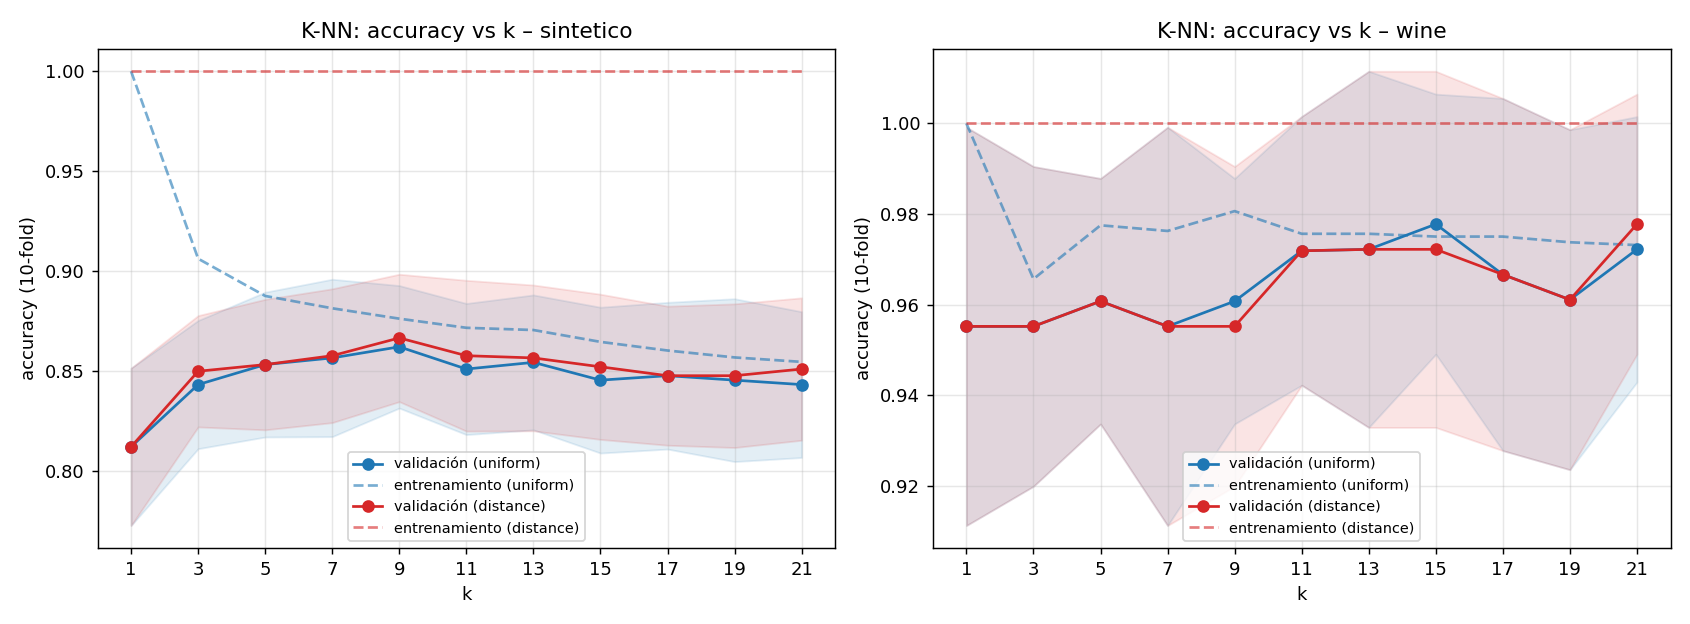 K-NN: accuracy vs k – sintetico
accuracy (10-fold)
1.00
0.95
0.90
0.85
0.80
validación (uniform)
entrenamiento (uniform)
validación (distance)
entrenamiento (distance)
1 3 5 7 9 11 13 15 17 19 21
k
K-NN: accuracy vs k – wine
accuracy (10-fold)
1.00
0.98
0.96
0.94
0.92
validación (uniform)
entrenamiento (uniform)
validación (distance)
entrenamiento (distance)
1 3 5 7 9 11 13 15 17 19 21
k